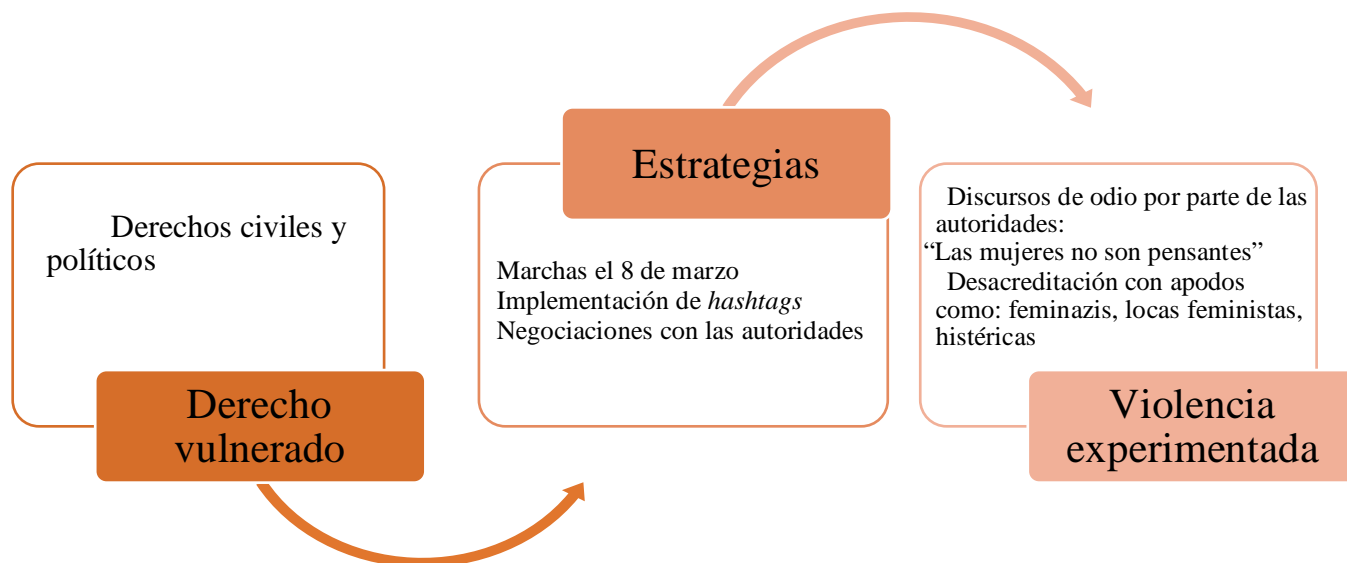 Derechos civiles y
políticos
Derecho
vulnerado
Estrategias
Marchas el 8 de marzo
Implementación de hashtags
Negociaciones con las autoridades
Discursos de odio por parte de las
autoridades:
“Las mujeres no son pensantes”
Desacreditación con apodos
como: feminazis, locas feministas,
histéricas
Violencia
experimentada